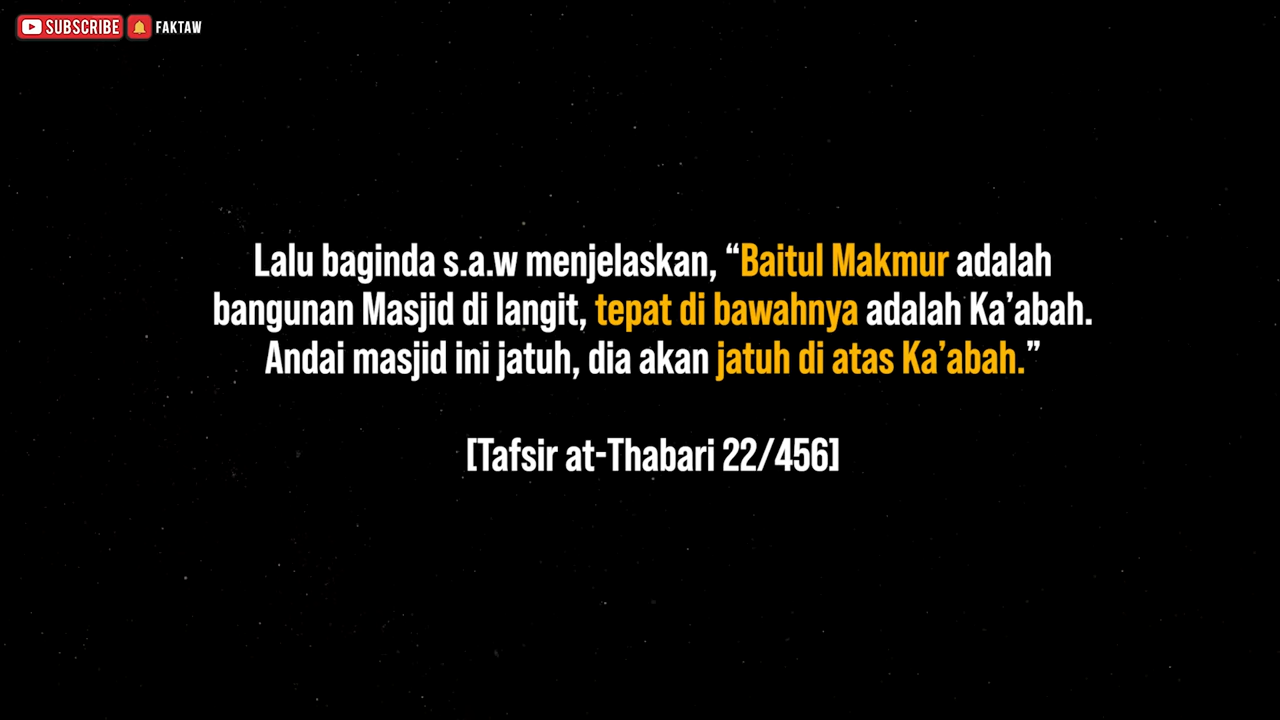 SUBSCRIBE FAKTAW
Lalu baginda s.a.w menjelaskan, “Baitul Makmur adalah
bangunan Masjid di langit, tepat di bawahnya adalah Ka’abah.
Andai masjid ini jatuh, dia akan jatuh di atas Ka’abah.”
[Tafsir at-Thabari 22/456]